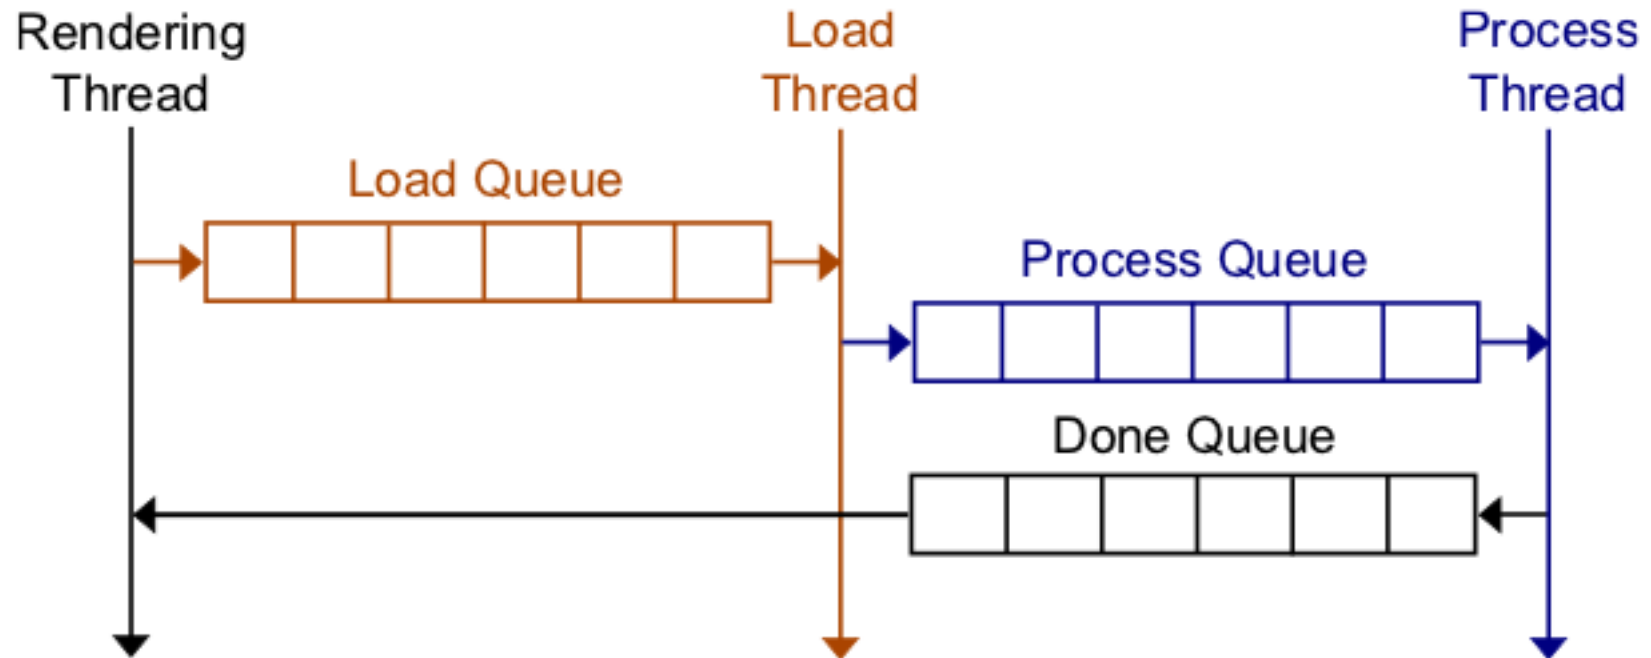 Rendering
Thread
Load
Thread
Process
Thread
Load Queue
Process Queue
Done Queue